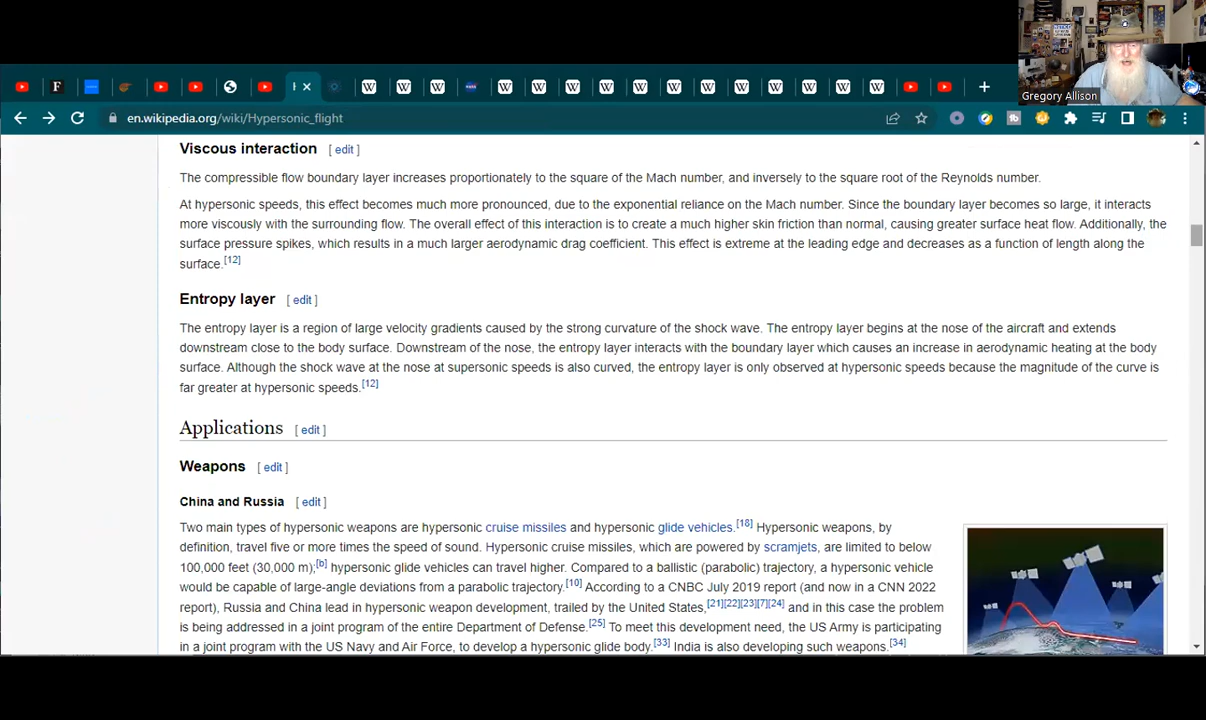 Gregory Allison
en.wikipedia.org/wiki/Hypersonic_flight
Viscous interaction [ edit ]
The compressible flow boundary layer increases proportionately to the square of the Mach number, and inversely to the square root of the Reynolds number.
At hypersonic speeds, this effect becomes much more pronounced, due to the exponential reliance on the Mach number. Since the boundary layer becomes so large, it interacts
more viscously with the surrounding flow. The overall effect of this interaction is to create a much higher skin friction than normal, causing greater surface heat flow. Additionally, the
surface pressure spikes, which results in a much larger aerodynamic drag coefficient. This effect is extreme at the leading edge and decreases as a function of length along the
surface.[12]
Entropy layer [ edit ]
The entropy layer is a region of large velocity gradients caused by the strong curvature of the shock wave. The entropy layer begins at the nose of the aircraft and extends
downstream close to the body surface. Downstream of the nose, the entropy layer interacts with the boundary layer which causes an increase in aerodynamic heating at the body
surface. Although the shock wave at the nose at supersonic speeds is also curved, the entropy layer is only observed at hypersonic speeds because the magnitude of the curve is
far greater at hypersonic speeds.[12]
Applications [ edit ]
Weapons [ edit ]
China and Russia [ edit ]
Two main types of hypersonic weapons are hypersonic cruise missiles and hypersonic glide vehicles.[18] Hypersonic weapons, by
definition, travel five or more times the speed of sound. Hypersonic cruise missiles, which are powered by scramjets, are limited to below
100,000 feet (30,000 m);[b] hypersonic glide vehicles can travel higher. Compared to a ballistic (parabolic) trajectory, a hypersonic vehicle
would be capable of large-angle deviations from a parabolic trajectory.[10] According to a CNBC July 2019 report (and now in a CNN 2022
report), Russia and China lead in hypersonic weapon development, trailed by the United States,[21][22][23][7][24] and in this case the problem
is being addressed in a joint program of the entire Department of Defense.[25] To meet this development need, the US Army is participating
in a joint program with the US Navy and Air Force, to develop a hypersonic glide body.[33] India is also developing such weapons.[34]